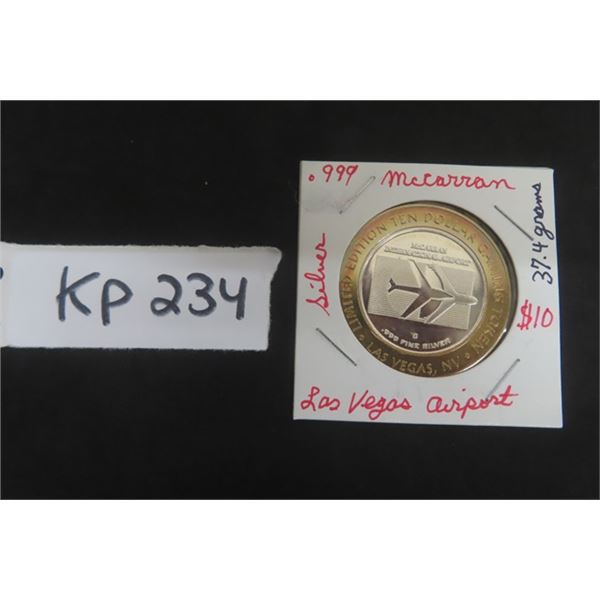 KP 234
.999 McCarran
silver
37.4 grams
$10
Las Vegas airport
LIMITED EDITION TEN DOLLAR GAMING TOKEN
McCARRAN
INTERNATIONAL AIRPORT
G
.999 FINE SILVER
• LAS VEGAS, NV •